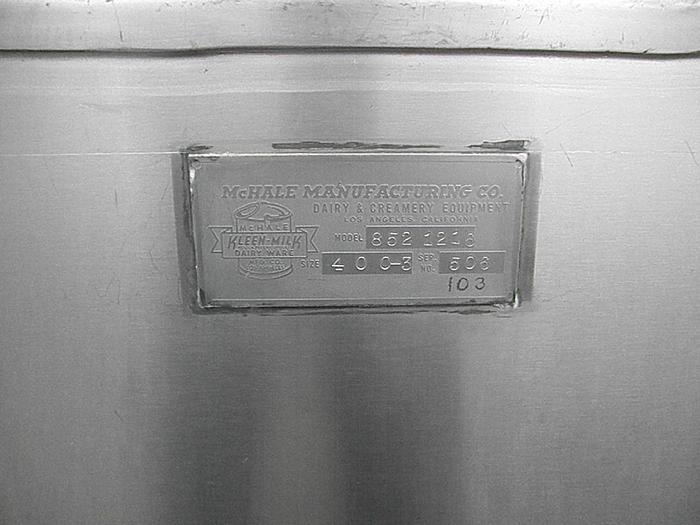 McHALE MANUFACTURING CO.
DAIRY & CREAMERY EQUIPMENT
LOS ANGELES, CALIFORNIA
McHALE
KLEEN-MILK
DAIRY WARE
MODEL 852 1216
SIZE 400-3 SER. NO. 506
103